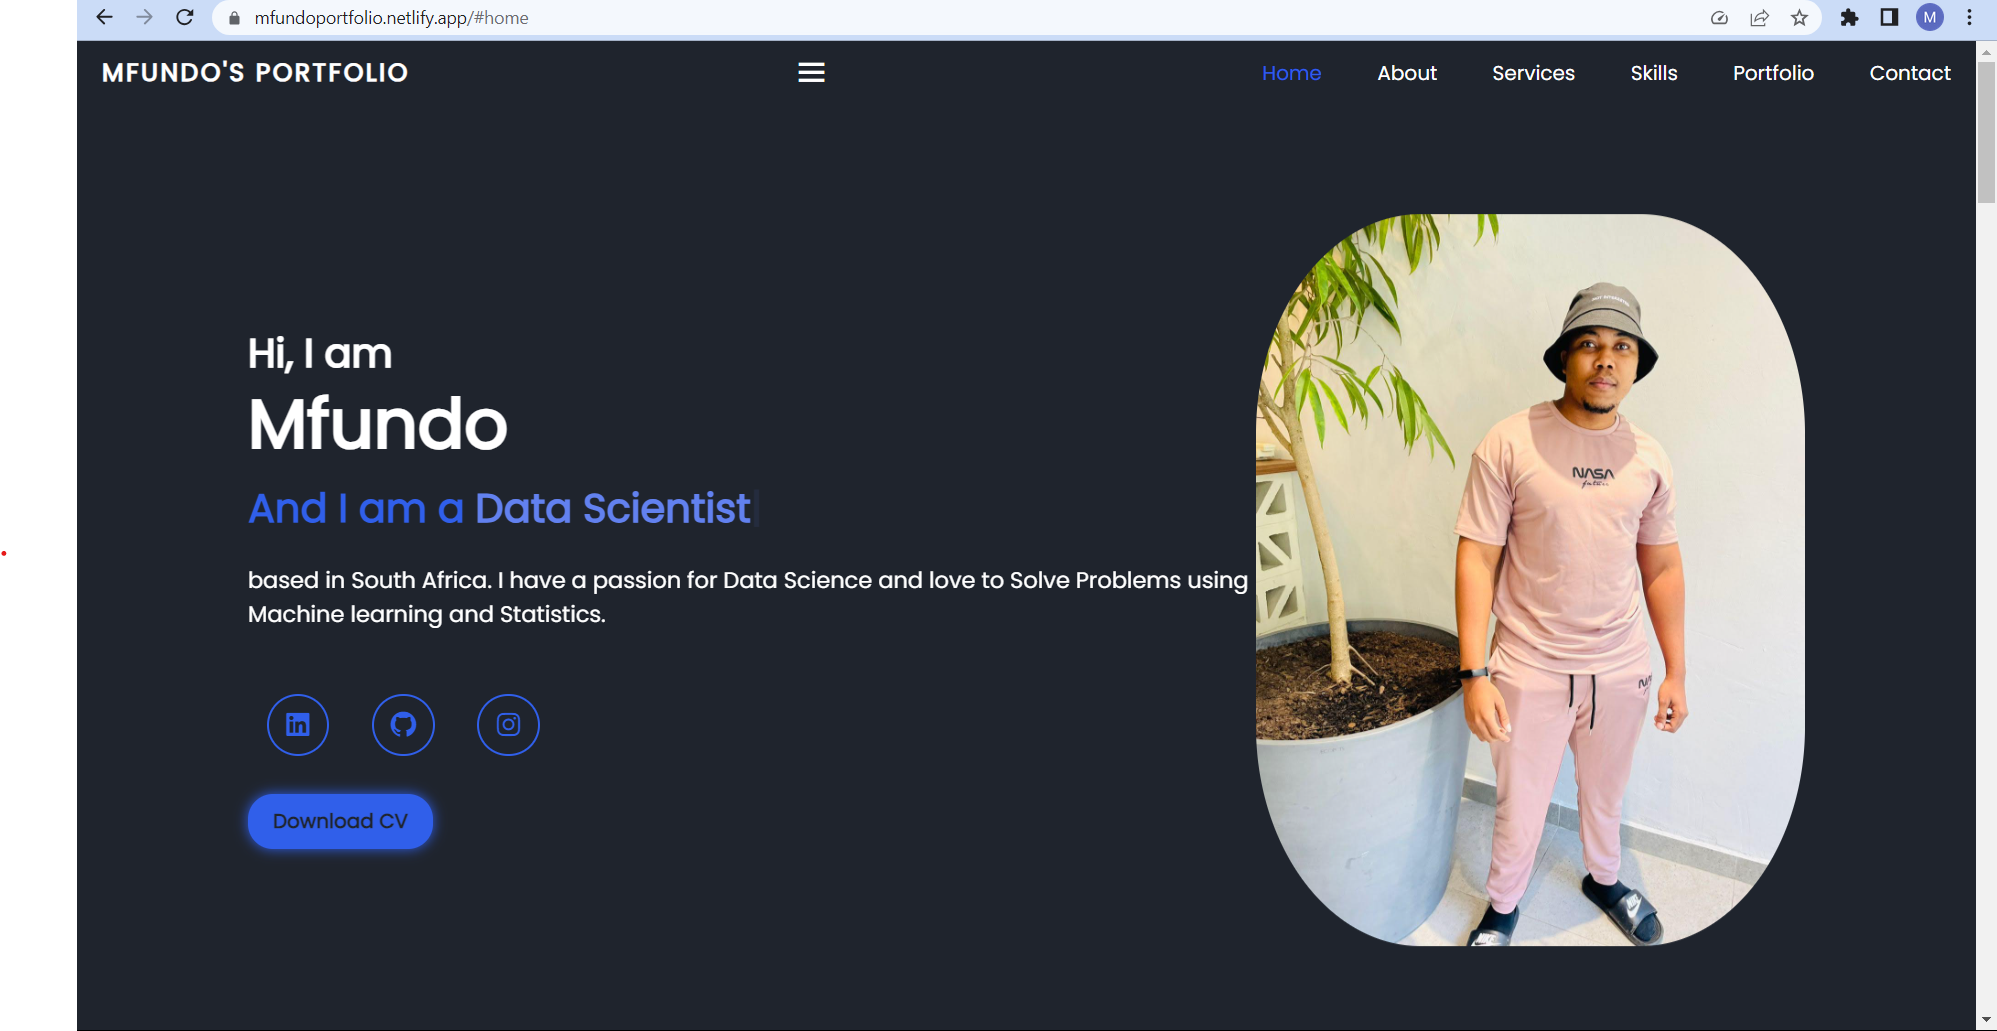 mfundoportfolio.netlify.app/#home
M
MFUNDO'S PORTFOLIO
Home About Services Skills Portfolio Contact
Hi, I am
Mfundo
And I am a Data Scientist
based in South Africa. I have a passion for Data Science and love to Solve Problems using
Machine learning and Statistics.
in
Download CV
NASA
future